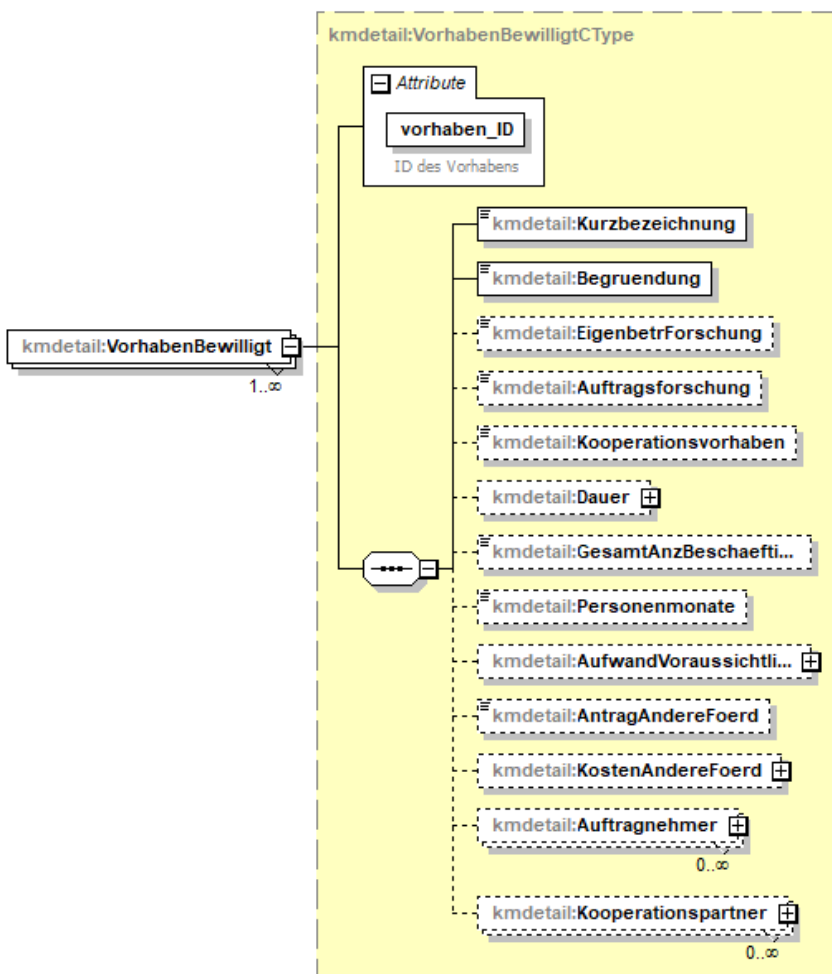 kmdetail:VorhabenBewilligtCType
Attribute
vorhaben_ID
ID des Vorhabens
kmdetail:Kurzbezeichnung
kmdetail:Begruendung
kmdetail:EigenbetrForschung
kmdetail:VorhabenBewilligt
1..∞
kmdetail:Auftragsforschung
kmdetail:Kooperationsvorhaben
kmdetail:Dauer
kmdetail:GesamtAnzBeschaefti...
kmdetail:Personenmonate
kmdetail:AufwandVoraussichtli...
kmdetail:AntragAndereFoerd
kmdetail:KostenAndereFoerd
kmdetail:Auftragnehmer
0..∞
kmdetail:Kooperationspartner
0..∞